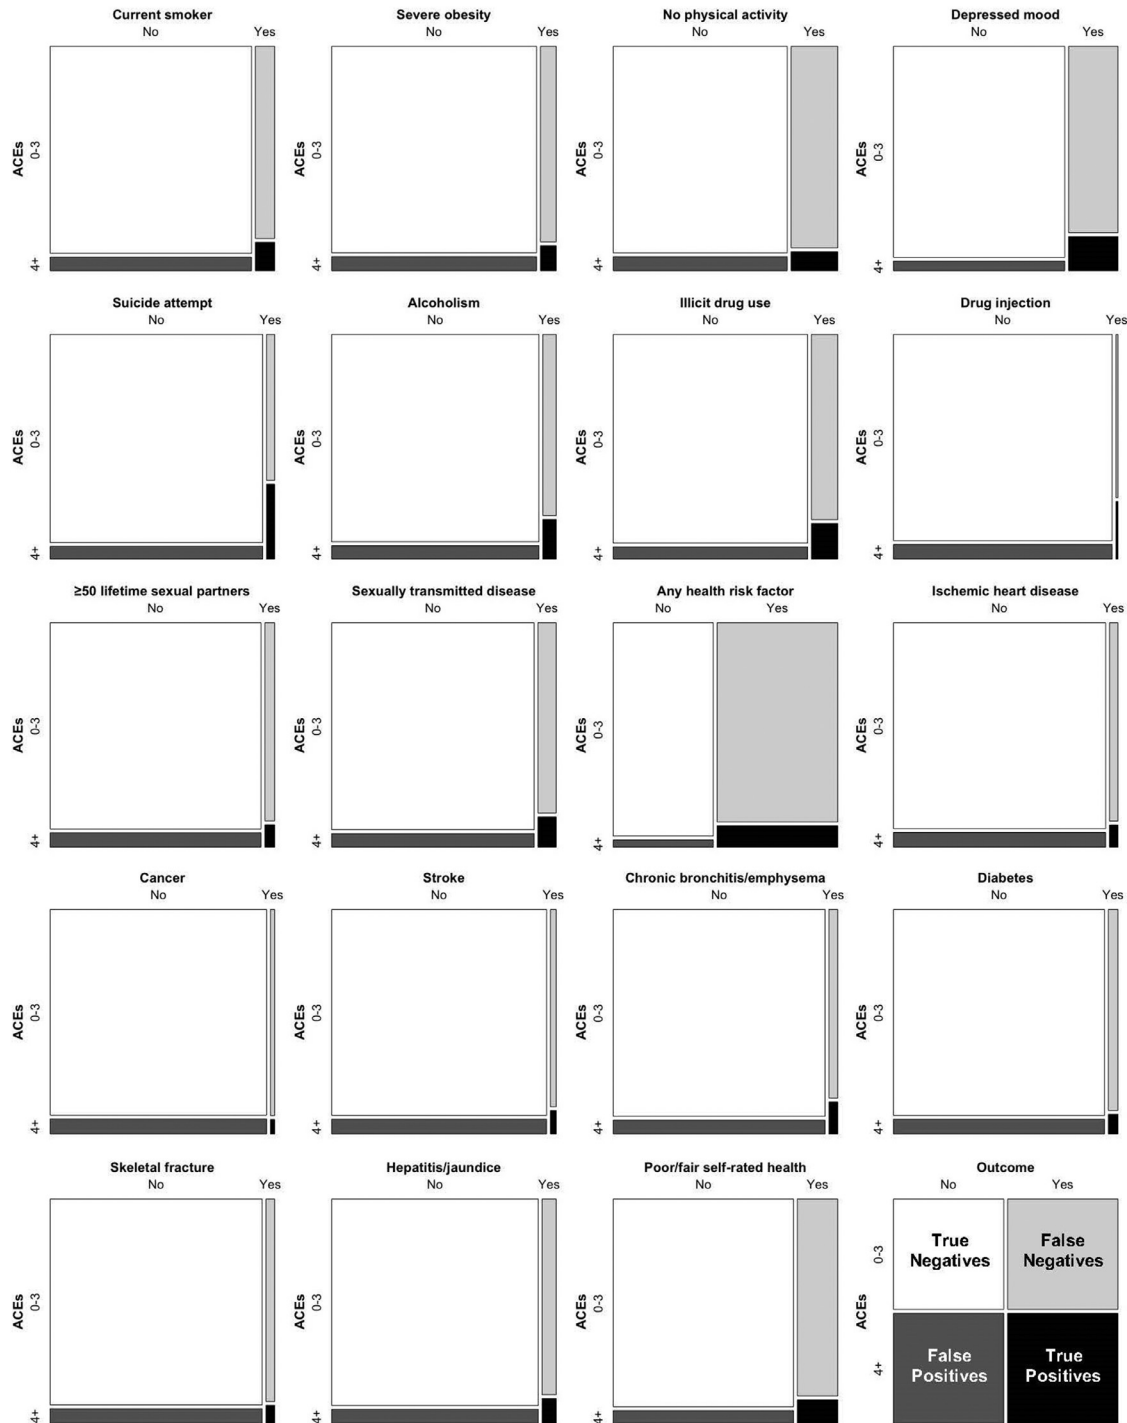 Current smoker Severe obesity No physical activity Depressed mood
No Yes No Yes No Yes No Yes
ACEs 0-3 ACEs 0-3 ACEs 0-3 ACEs 0-3
4+ 4+ 4+ 4+
Suicide attempt Alcoholism Illicit drug use Drug injection
No Yes No Yes No Yes No Yes
ACEs 0-3 ACEs 0-3 ACEs 0-3 ACEs 0-3
4+ 4+ 4+ 4+
≥50 lifetime sexual partners Sexually transmitted disease Any health risk factor Ischemic heart disease
No Yes No Yes No Yes No Yes
ACEs 0-3 ACEs 0-3 ACEs 0-3 ACEs 0-3
4+ 4+ 4+ 4+
Cancer Stroke Chronic bronchitis/emphysema Diabetes
No Yes No Yes No Yes No Yes
ACEs 0-3 ACEs 0-3 ACEs 0-3 ACEs 0-3
4+ 4+ 4+ 4+
Skeletal fracture Hepatitis/jaundice Poor/fair self-rated health Outcome
No Yes No Yes No Yes No Yes
ACEs 0-3 ACEs 0-3 ACEs 0-3 ACEs 0-3
True False
Negatives Negatives
4+ 4+ 4+ 4+
False True
Positives Positives